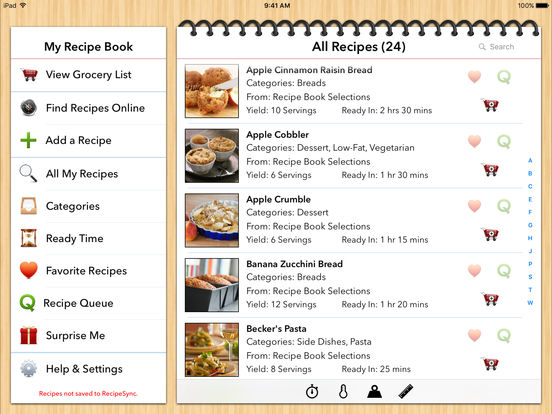 iPad 9:41 AM 100%
My Recipe Book
View Grocery List
Find Recipes Online
Add a Recipe
All My Recipes
Categories
Ready Time
Favorite Recipes
Q Recipe Queue
Surprise Me
Help & Settings
Recipes not saved to RecipeSync.
All Recipes (24) Search
Apple Cinnamon Raisin Bread
Categories: Breads
From: Recipe Book Selections
Yield: 10 Servings Ready In: 2 hrs 30 mins
Q
Apple Cobbler
Categories: Dessert, Low-Fat, Vegetarian
From: Recipe Book Selections
Yield: 6 Servings Ready In: 1 hr 30 mins
Q
Apple Crumble
Categories: Dessert
From: Recipe Book Selections
Yield: 6 Servings Ready In: 1 hr 15 mins
Q
Banana Zucchini Bread
Categories: Breads
From: Recipe Book Selections
Yield: 12 Servings Ready In: 1 hr 20 mins
Q
Becker's Pasta
Categories: Side Dishes, Pasta
From: Recipe Book Selections
Yield: 8 Servings Ready In: 25 mins
Q
A
B
C
E
F
G
H
J
M
O
P
S
T
W